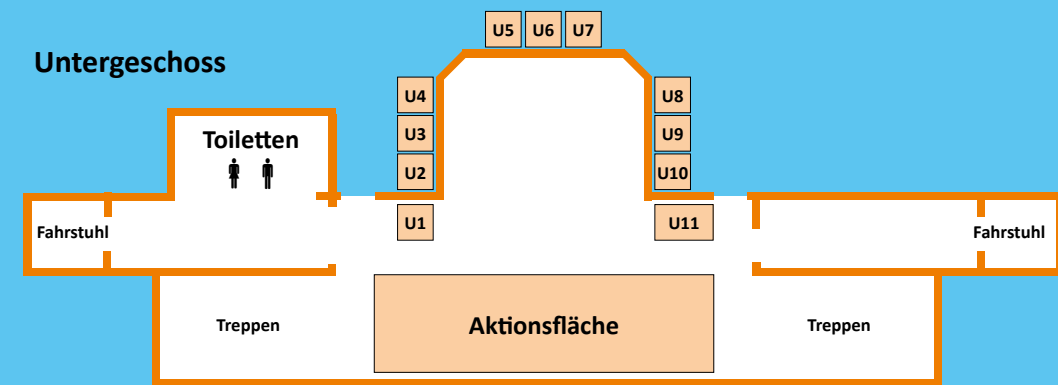 U5 U6 U7
Untergeschoss
U4 U8
Toiletten U3 U9
U2 U10
Fahrstuhl U1 U11 Fahrstuhl
Treppen Aktionsfläche Treppen